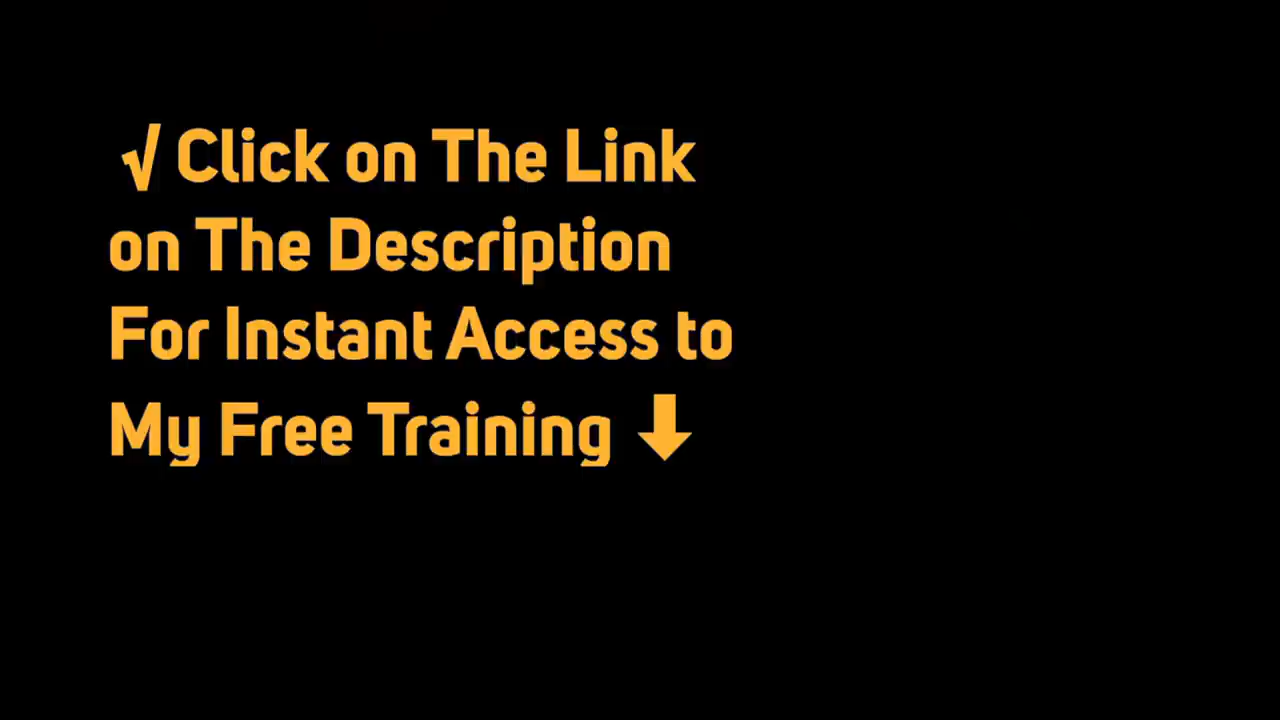 √ Click on The Link
on The Description
For Instant Access to
My Free Training ⬇